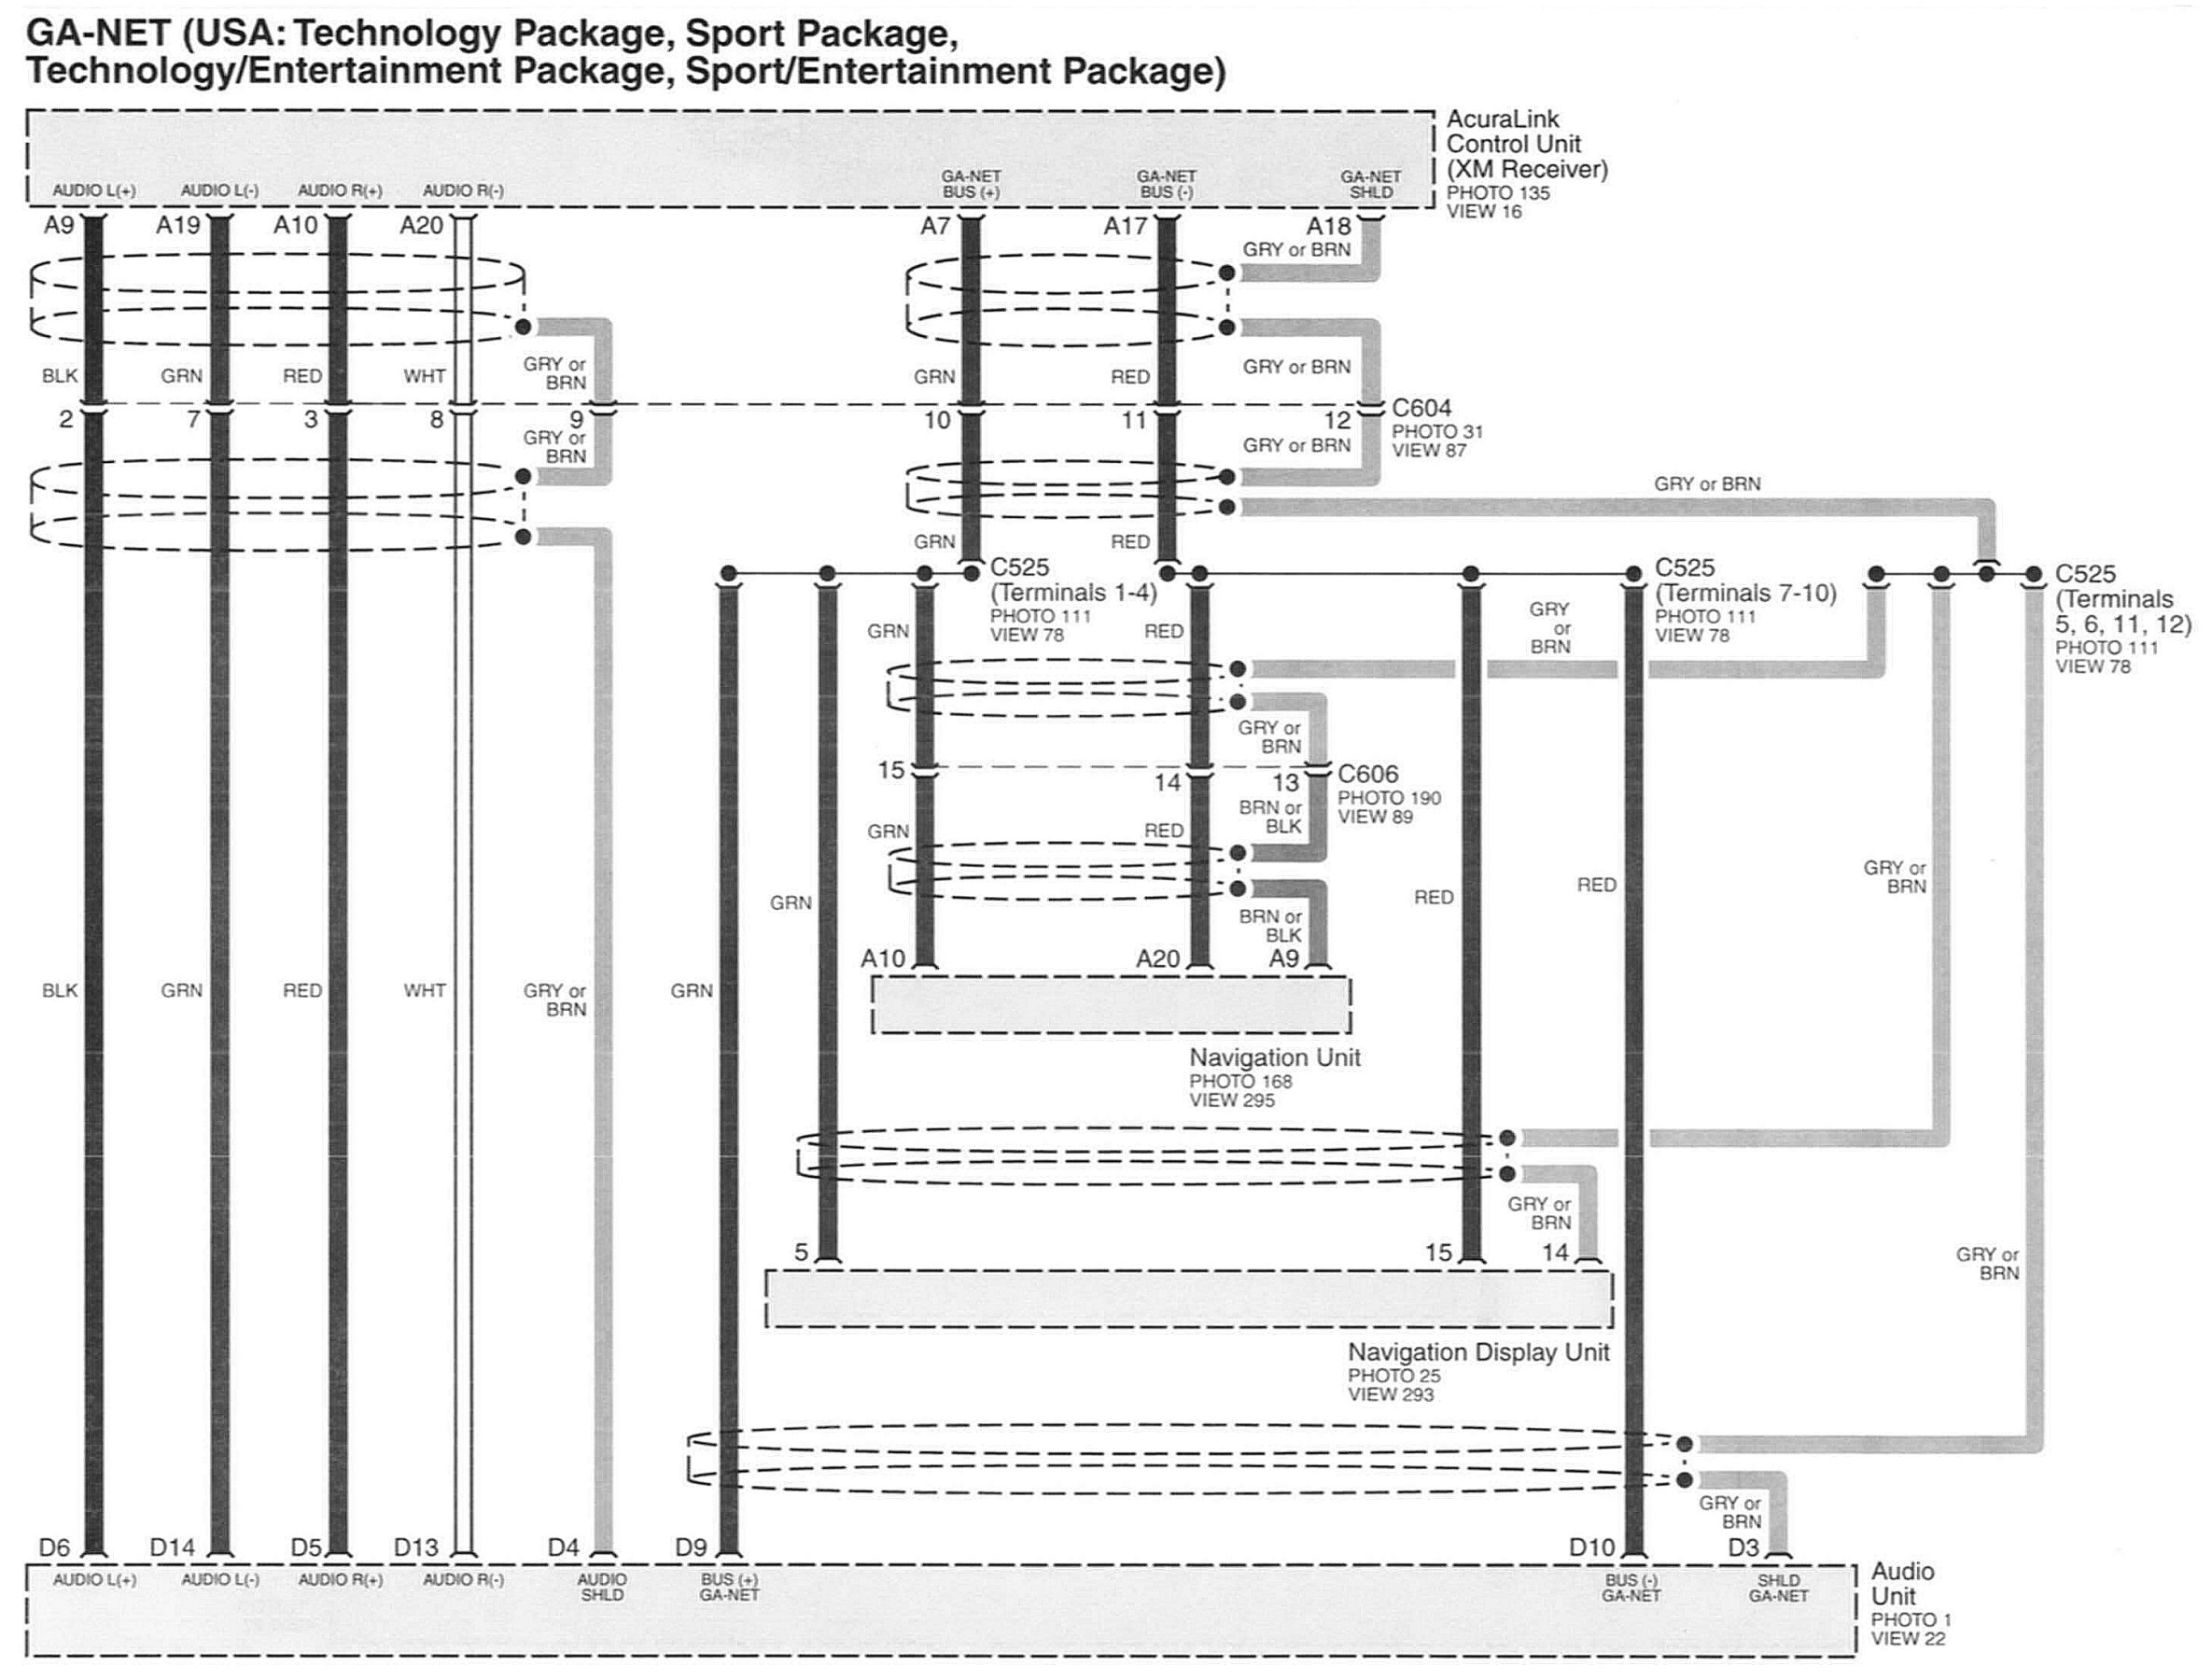 GA-NET (USA: Technology Package, Sport Package,
Technology/Entertainment Package, Sport/Entertainment Package)
AcuraLink
Control Unit
(XM Receiver)
PHOTO 135
VIEW 16
AUDIO L(+)
AUDIO L(-)
AUDIO R(+)
AUDIO R(-)
GA-NET
BUS (+)
GA-NET
BUS (-)
GA-NET
SHLD
A9
A19
A10
A20
A7
A17
A18
GRY or BRN
BLK
GRN
RED
WHT
GRY or
BRN
GRN
RED
GRY or BRN
2
7
3
8
9
10
11
12
C604
PHOTO 31
VIEW 87
GRY or
BRN
GRY or BRN
GRY or BRN
GRN
RED
C525
(Terminals 1-4)
PHOTO 111
VIEW 78
C525
(Terminals 7-10)
PHOTO 111
VIEW 78
C525
(Terminals
5, 6, 11, 12)
PHOTO 111
VIEW 78
GRN
RED
GRY
or
BRN
GRY or
BRN
15
14
13
C606
PHOTO 190
VIEW 89
BRN or
BLK
GRN
RED
GRN
RED
RED
GRY or
BRN
BRN or
BLK
A10
A20
A9
BLK
GRN
RED
WHT
GRY or
BRN
GRN
Navigation Unit
PHOTO 168
VIEW 295
GRY or
BRN
5
15
14
GRY or
BRN
Navigation Display Unit
PHOTO 25
VIEW 293
GRY or
BRN
D6
D14
D5
D13
D4
D9
D10
D3
AUDIO L(+)
AUDIO L(-)
AUDIO R(+)
AUDIO R(-)
AUDIO
SHLD
BUS (+)
GA-NET
BUS (-)
GA-NET
SHLD
GA-NET
Audio
Unit
PHOTO 1
VIEW 22